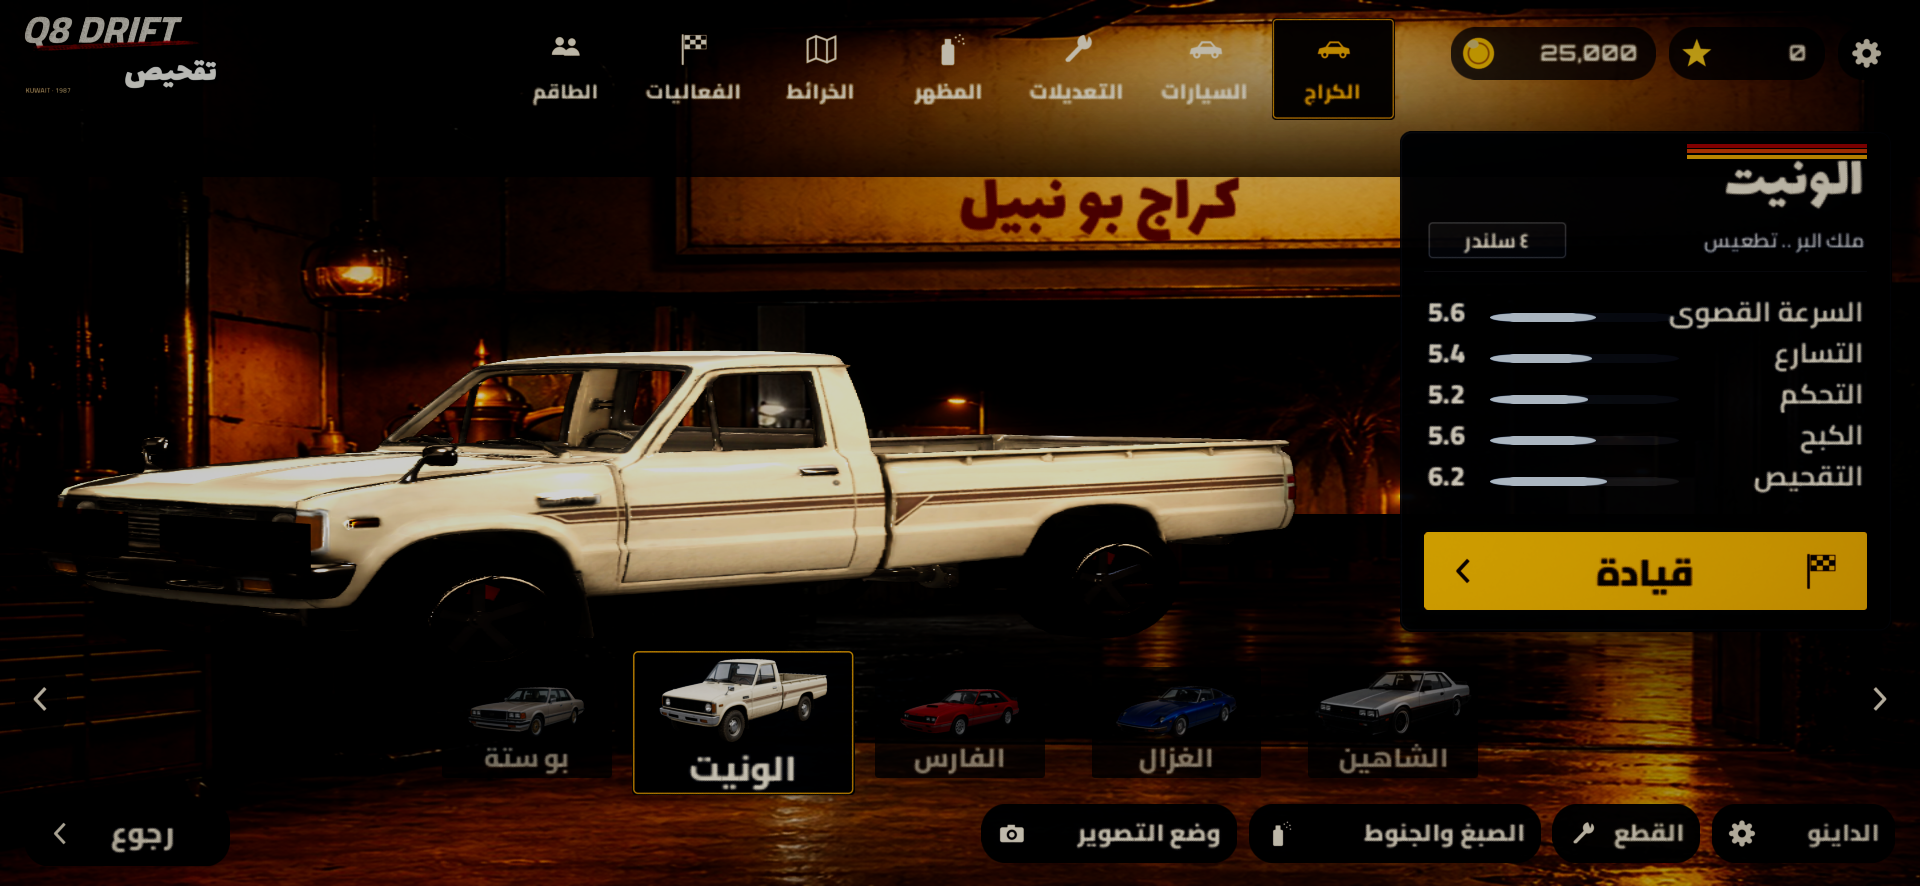 Q8 DRIFT
تقحيص
KUWAIT · 1987
الكراج
السيارات
التعديلات
المظهر
الخرائط
الفعاليات
الطاقم
25,000
0
كراج بو نبيل
الونيت
ملك البر .. تطعيس
٤ سلندر
السرعة القصوى 5.6
التسارع 5.4
التحكم 5.2
الكبح 5.6
التقحيص 6.2
قيادة
الشاهين
الغزال
الفارس
الونيت
بو ستة
الداينو
القطع
الصبغ والجنوط
وضع التصوير
رجوع